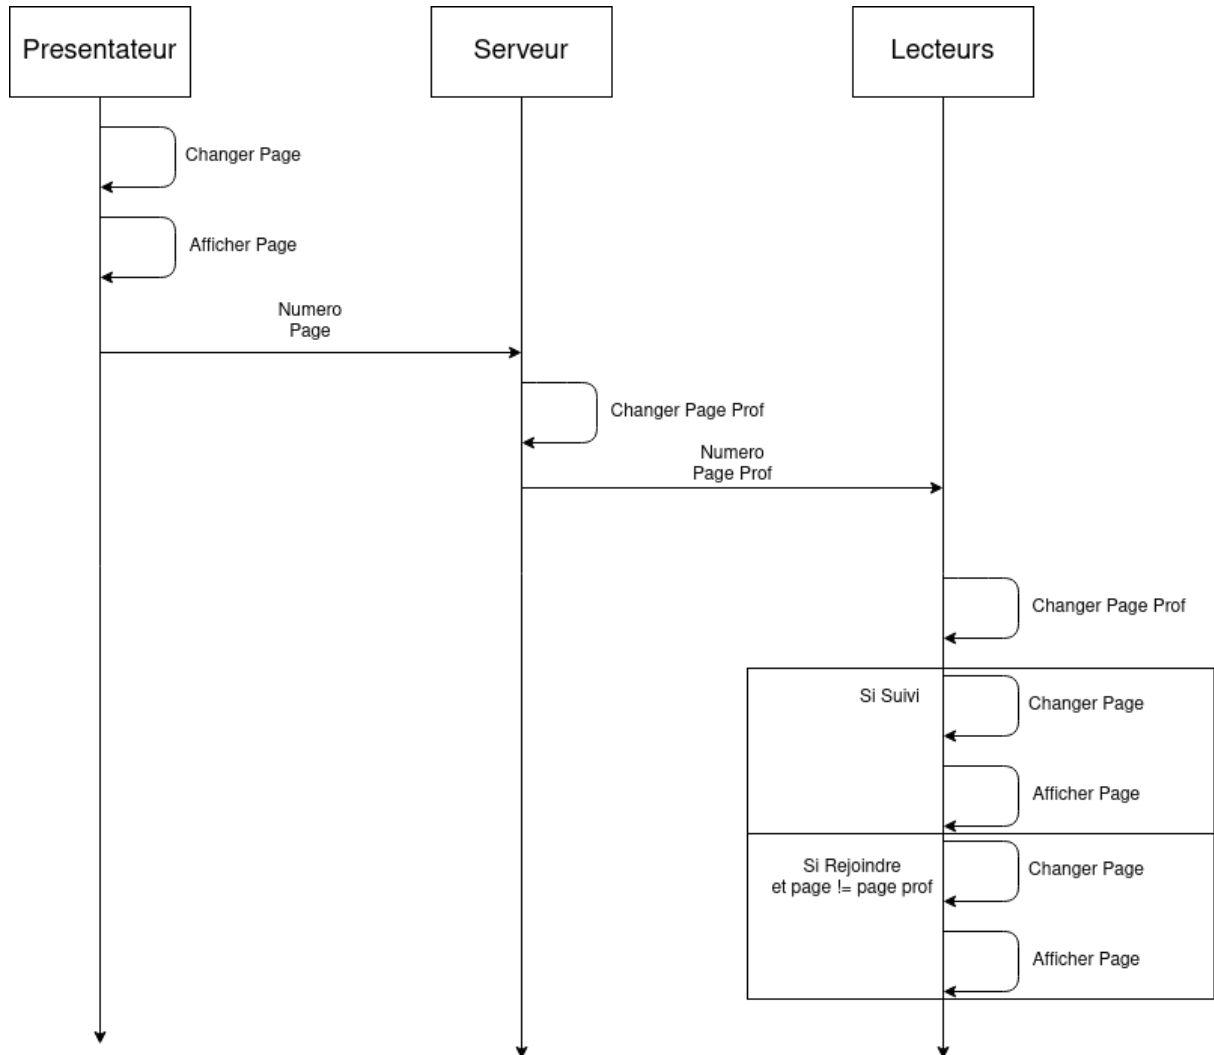 Presentateur
Serveur
Lecteurs
Changer Page
Afficher Page
Numero
Page
Changer Page Prof
Numero
Page Prof
Changer Page Prof
Si Suivi
Changer Page
Afficher Page
Si Rejoindre
et page != page prof
Changer Page
Afficher Page